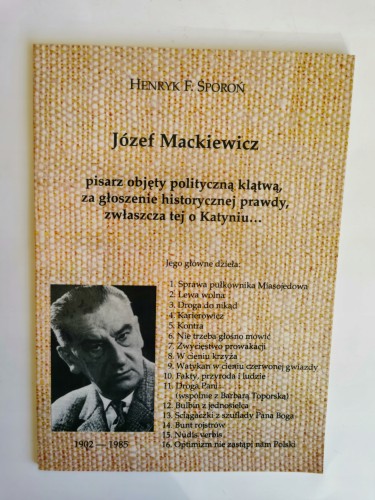 HENRYK F. SPOROŃ
Józef Mackiewicz
pisarz objęty polityczną klątwą,
za głoszenie historycznej prawdy,
zwłaszcza tej o Katyniu...
Jego główne dzieła:
1. Sprawa pułkownika Miasojedowa
2. Lewa wolna
3. Droga do nikąd
4. Karierowicz
5. Kontra
6. Nie trzeba głośno mówić
7. Zwycięstwo prowokacji
8. W cieniu krzyża
9. Watykan w cieniu czerwonej gwiazdy
10. Fakty, przyroda i ludzie
11. Droga Pani
(wspólnie z Barbarą Toporską)
12. Bulbin z jednosielca
13. Ściągaczki z szuflady Pana Boga
14. Bunt rojstów
15. Nudis verbis
16. Optymizm nie zastąpi nam Polski
1902 — 1985